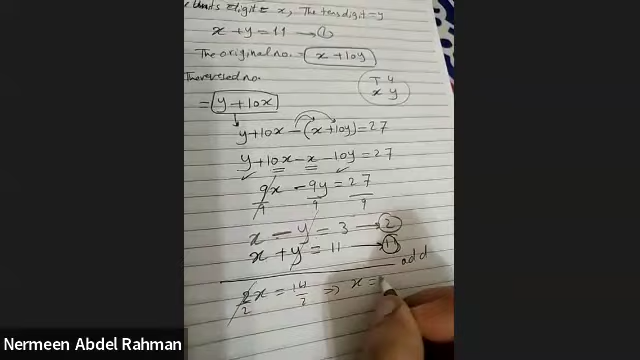 Units digit = x, The tens digit = y
x + y = 11 → ①
The original no. = x + 10y
The reversed no.
T U
x y
= y + 10x
y + 10x - (x + 10y) = 27
y + 10x - x - 10y = 27
9x/9 - 9y/9 = 27/9
x - y = 3 → ②
x + y = 11 → ①
add
2x/2 = 14/2 ⇒ x =
Nermeen Abdel Rahman